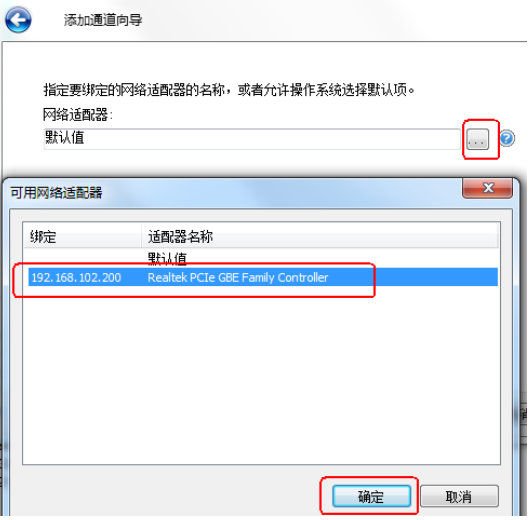 添加通道向导
指定要绑定的网络适配器的名称，或者允许操作系统选择默认项。
网络适配器:
默认值
...
可用网络适配器
绑定 适配器名称
默认值
192.168.102.200 Realtek PCIe GBE Family Controller
确定 取消